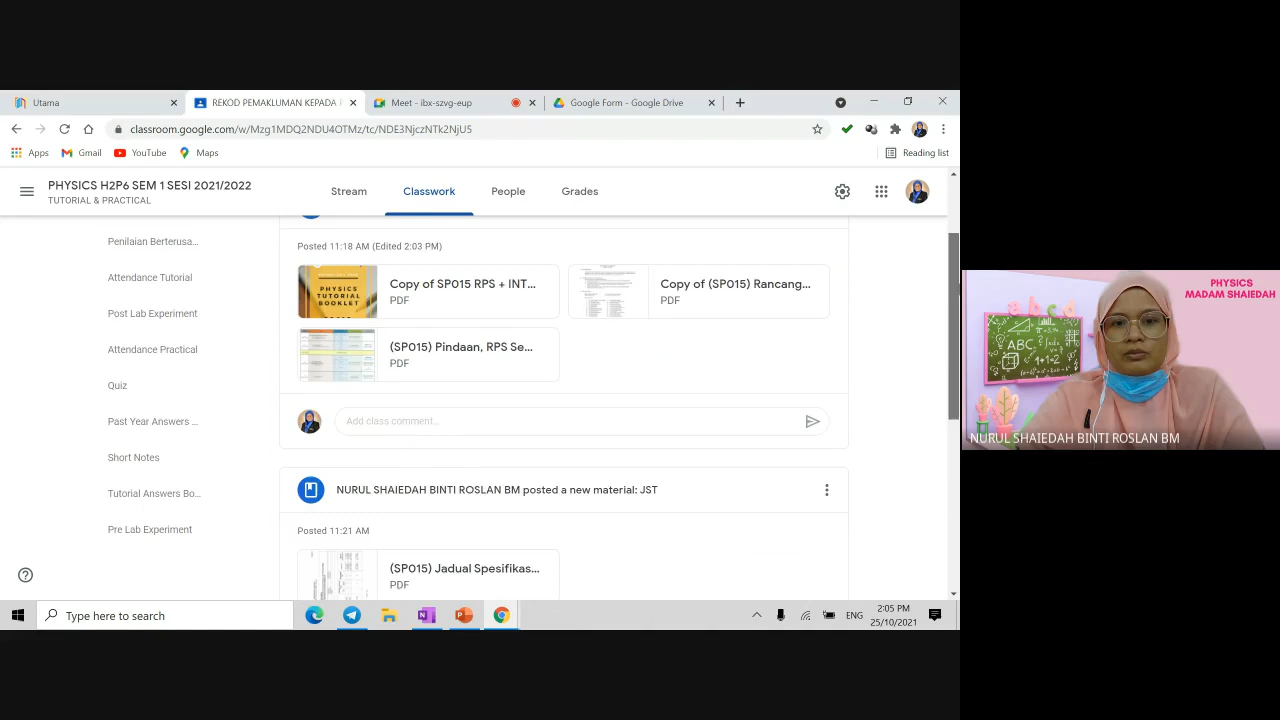 Utama
REKOD PEMAKLUMAN KEPADA
Meet - ibx-szvg-eup
Google Form - Google Drive
classroom.google.com/w/Mzg1MDQ2NDU4OTMz/tc/NDE3NjczNTk2NjU5
Apps
Gmail
YouTube
Maps
Reading list
PHYSICS H2P6 SEM 1 SESI 2021/2022
TUTORIAL & PRACTICAL
Stream
Classwork
People
Grades
Penilaian Berterusa...
Attendance Tutorial
Post Lab Experiment
Attendance Practical
Quiz
Past Year Answers ...
Short Notes
Tutorial Answers Bo...
Pre Lab Experiment
Posted 11:18 AM (Edited 2:03 PM)
PHYSICS
TUTORIAL
BOOKLET
Copy of SP015 RPS + INT...
PDF
Copy of (SP015) Rancang...
PDF
(SP015) Pindaan, RPS Se...
PDF
Add class comment...
NURUL SHAIEDAH BINTI ROSLAN BM posted a new material: JST
Posted 11:21 AM
(SP015) Jadual Spesifikas...
PDF
Type here to search
ENG
2:05 PM
25/10/2021
PHYSICS
MADAM SHAIEDAH
ABC
1+1=2
NURUL SHAIEDAH BINTI ROSLAN BM